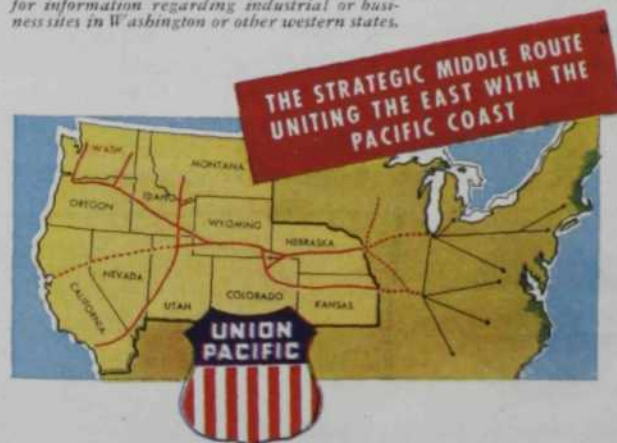 for information regarding industrial or busi-
ness sites in Washington or other western states.
THE STRATEGIC MIDDLE ROUTE
UNITING THE EAST WITH THE
PACIFIC COAST
WASH.
MONTANA
OREGON
IDAHO
WYOMING
NEBRASKA
NEVADA
CALIFORNIA
UTAH
COLORADO
KANSAS
UNION
PACIFIC